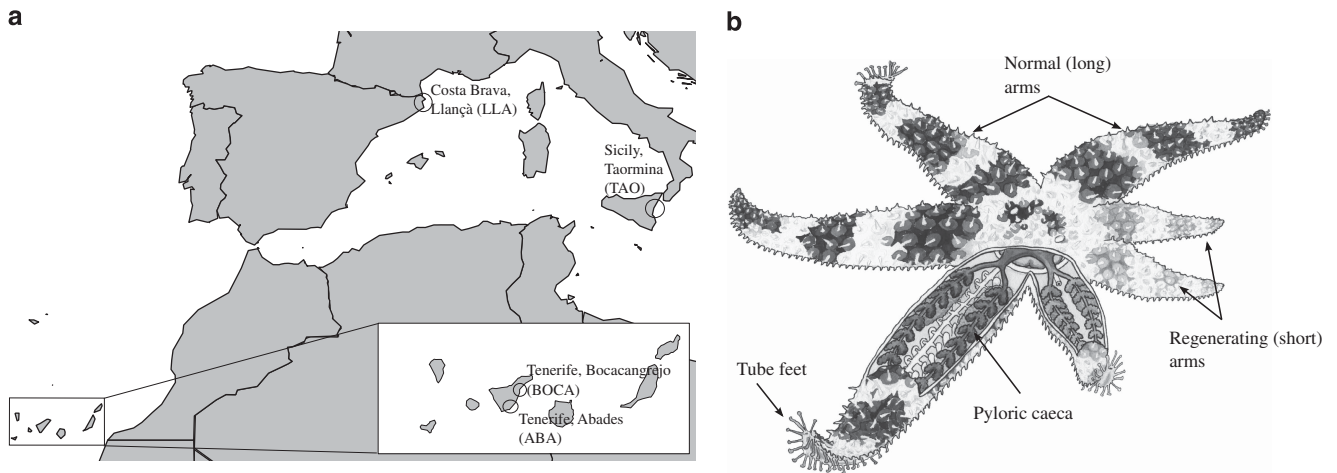 a
Costa Brava,
Llançà (LLA)
Sicily,
Taormina
(TAO)
Tenerife, Bocacangrejo
(BOCA)
Tenerife, Abades
(ABA)
b
Normal (long)
arms
Regenerating (short)
arms
Tube feet
Pyloric caeca